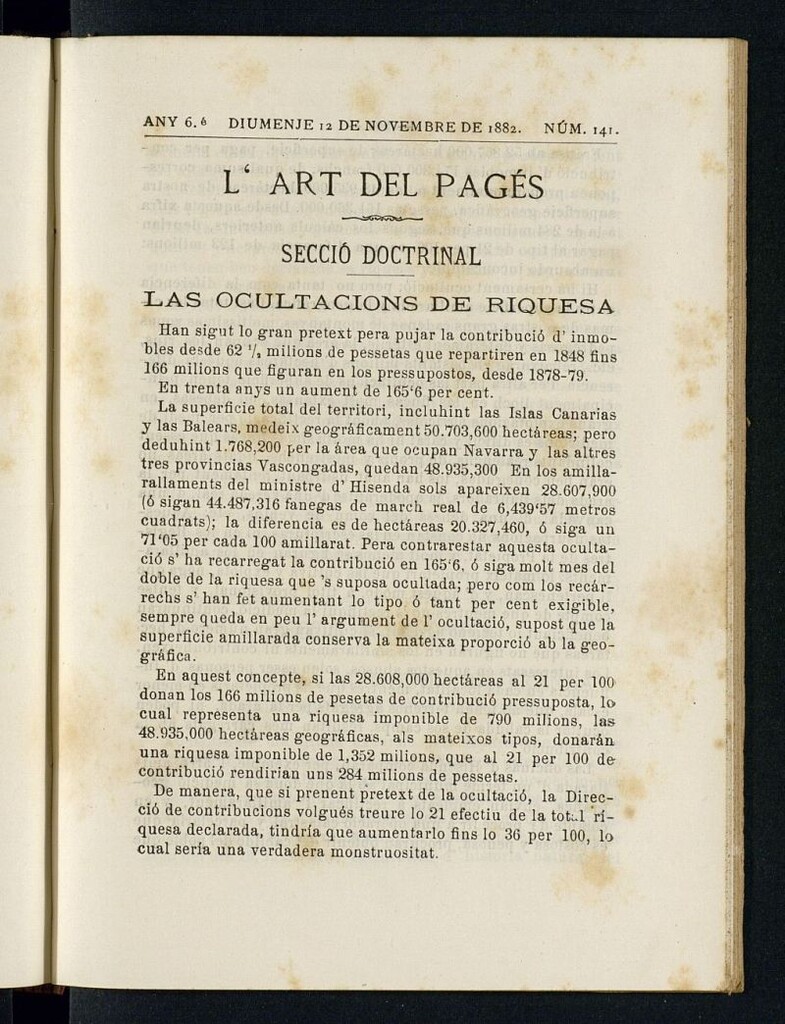 ANY 6.é DIUMENJE 12 DE NOVEMBRE DE 1882. NÚM. 141.
L‘ ART DEL PAGÉS
SECCIÓ DOCTRINAL
LAS OCULTACIONS DE RIQUESA
Han sigut lo gran pretext pera pujar la contribució d’ inmo-
bles desde 62 ½ milions de pessetas que repartiren en 1848 fins
166 milions que figuran en los pressupostos, desde 1878-79.
En trenta anys un aument de 165‘6 per cent.
La superficie total del territori, incluhint las Islas Canarias
y las Balears, medeix geográficament 50.703,600 hectáreas; pero
deduhint 1.768,200 per la área que ocupan Navarra y las altres
tres provincias Vascongadas, quedan 48.935,300 En los amilla-
rallaments del ministre d’ Hisenda sols apareixen 28.607,900
(ó sigan 44.487,316 fanegas de march real de 6,439‘57 metros
cuadrats); la diferencia es de hectáreas 20.327,460, ó siga un
71‘05 per cada 100 amillarat. Pera contrarestar aquesta oculta-
ció s’ ha recarregat la contribució en 165‘6, ó siga molt mes del
doble de la riquesa que ’s suposa ocultada; pero com los recár-
rechs s’ han fet aumentant lo tipo ó tant per cent exigible,
sempre queda en peu l’ argument de l’ ocultació, supost que la
superficie amillarada conserva la mateixa proporció ab la geo-
gráfica.
En aquest concepte, si las 28.608,000 hectáreas al 21 per 100
donan los 166 milions de pesetas de contribució pressuposta, lo
cual representa una riquesa imponible de 790 milions, las
48.935,000 hectáreas geográficas, als mateixos tipos, donarán
una riquesa imponible de 1,352 milions, que al 21 per 100 de
contribució rendirian uns 284 milions de pessetas.
De manera, que si prenent pretext de la ocultació, la Direc-
ció de contribucions volgués treure lo 21 efectiu de la total ri-
quesa declarada, tindría que aumentarlo fins lo 36 per 100, lo
cual sería una verdadera monstruositat.